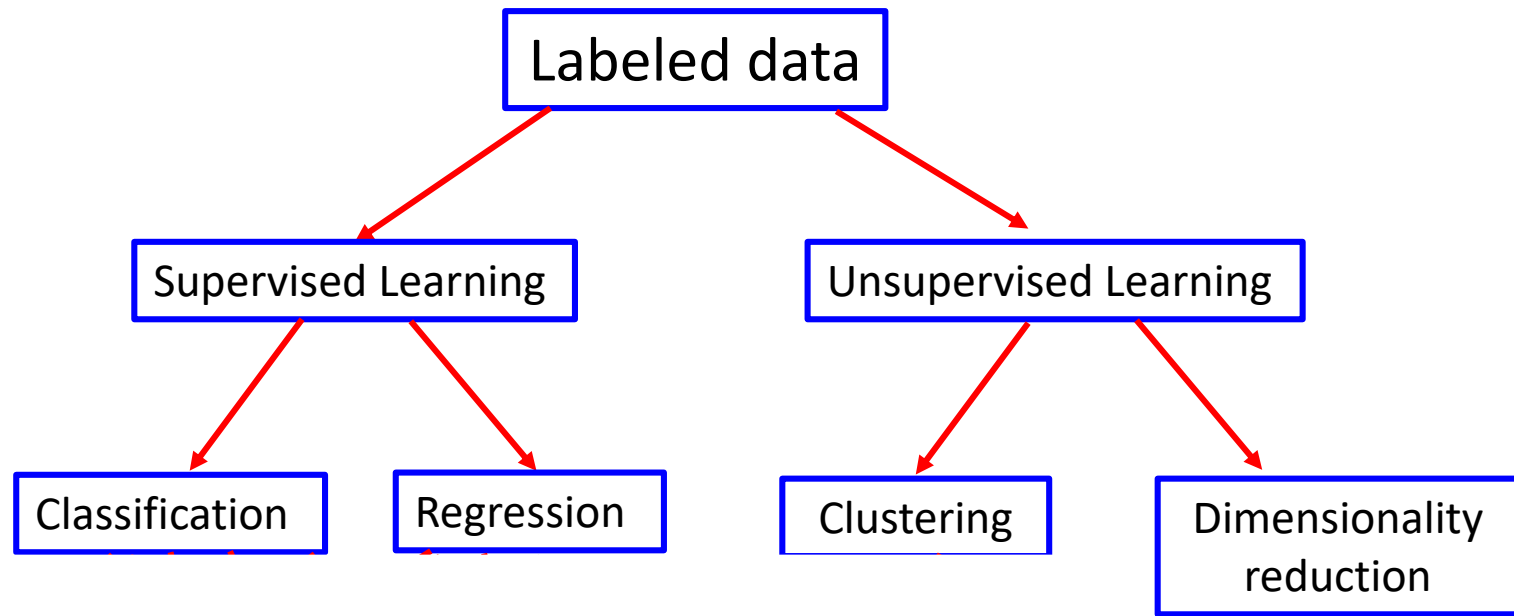 Labeled data
Supervised Learning
Unsupervised Learning
Classification
Regression
Clustering
Dimensionality
reduction